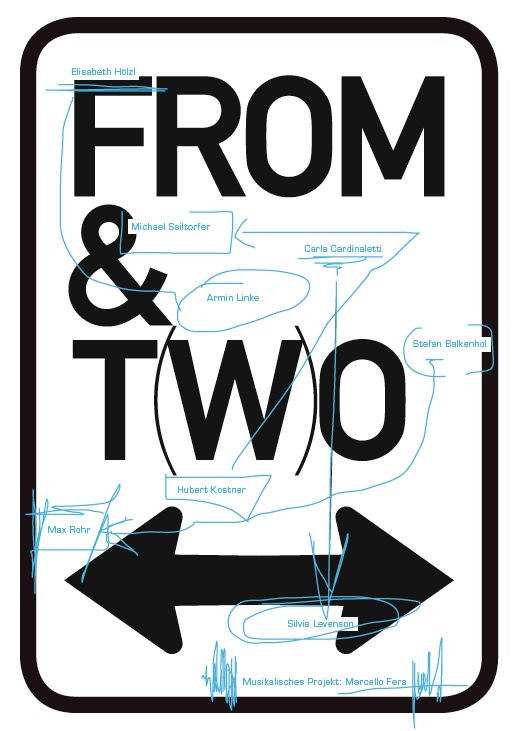 Elisabeth Hölzl
FROM
Michael Sailtorfer
&
Carla Cardinaletti
Armin Linke
Stefan Balkenhol
T(W)O
Hubert Kostner
Max Rohr
Silvia Levenson
Musikalisches Projekt: Marcello Fera